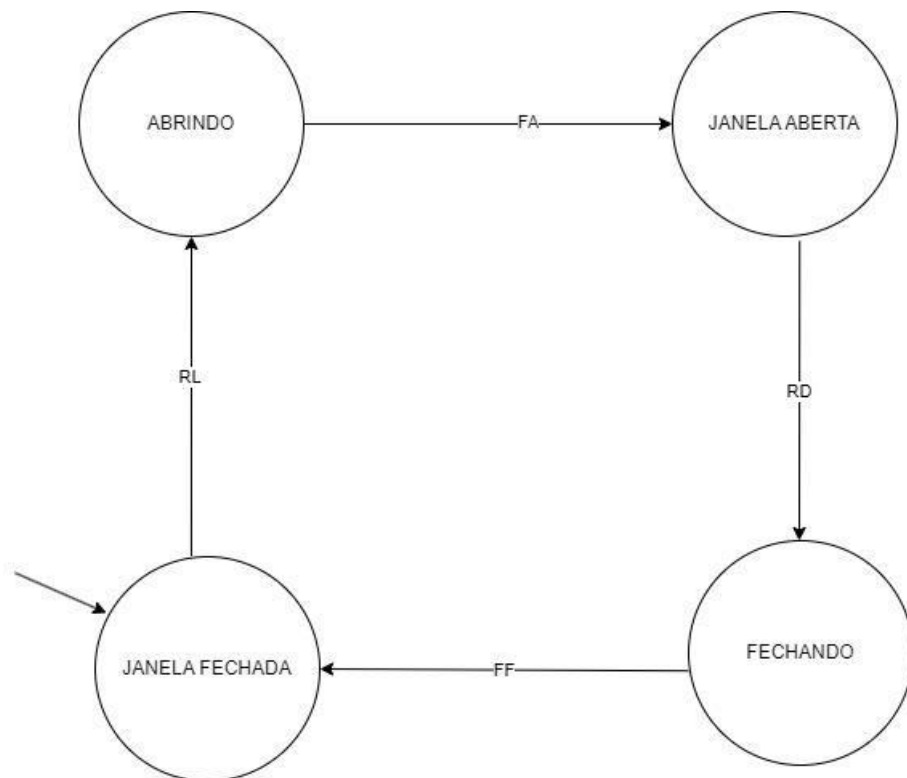 ABRINDO
FA
JANELA ABERTA
RL
RD
JANELA FECHADA
FF
FECHANDO